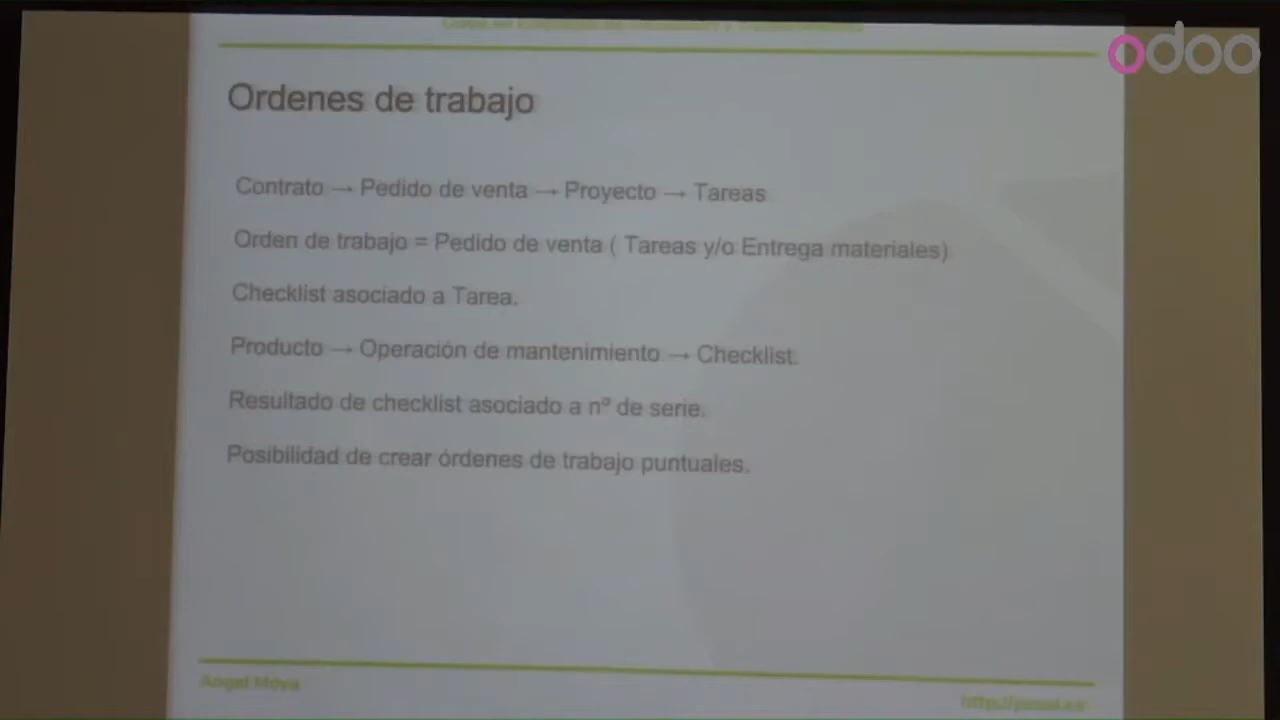 odoo
Ordenes de trabajo
Contrato → Pedido de venta → Proyecto → Tareas
Orden de trabajo = Pedido de venta ( Tareas y/o Entrega materiales)
Checklist asociado a Tarea.
Producto → Operación de mantenimiento → Checklist.
Resultado de checklist asociado a nº de serie.
Posibilidad de crear órdenes de trabajo puntuales.
Angel Moya